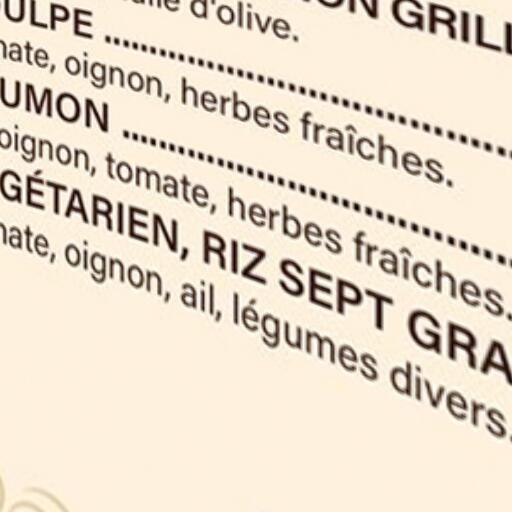 d'olive.
GRILL
ULPE ........................................
mate, oignon, herbes fraîches.
UMON ........................................
oignon, tomate, herbes fraîches.
GÉTARIEN, RIZ SEPT GRA
mate, oignon, ail, légumes divers.